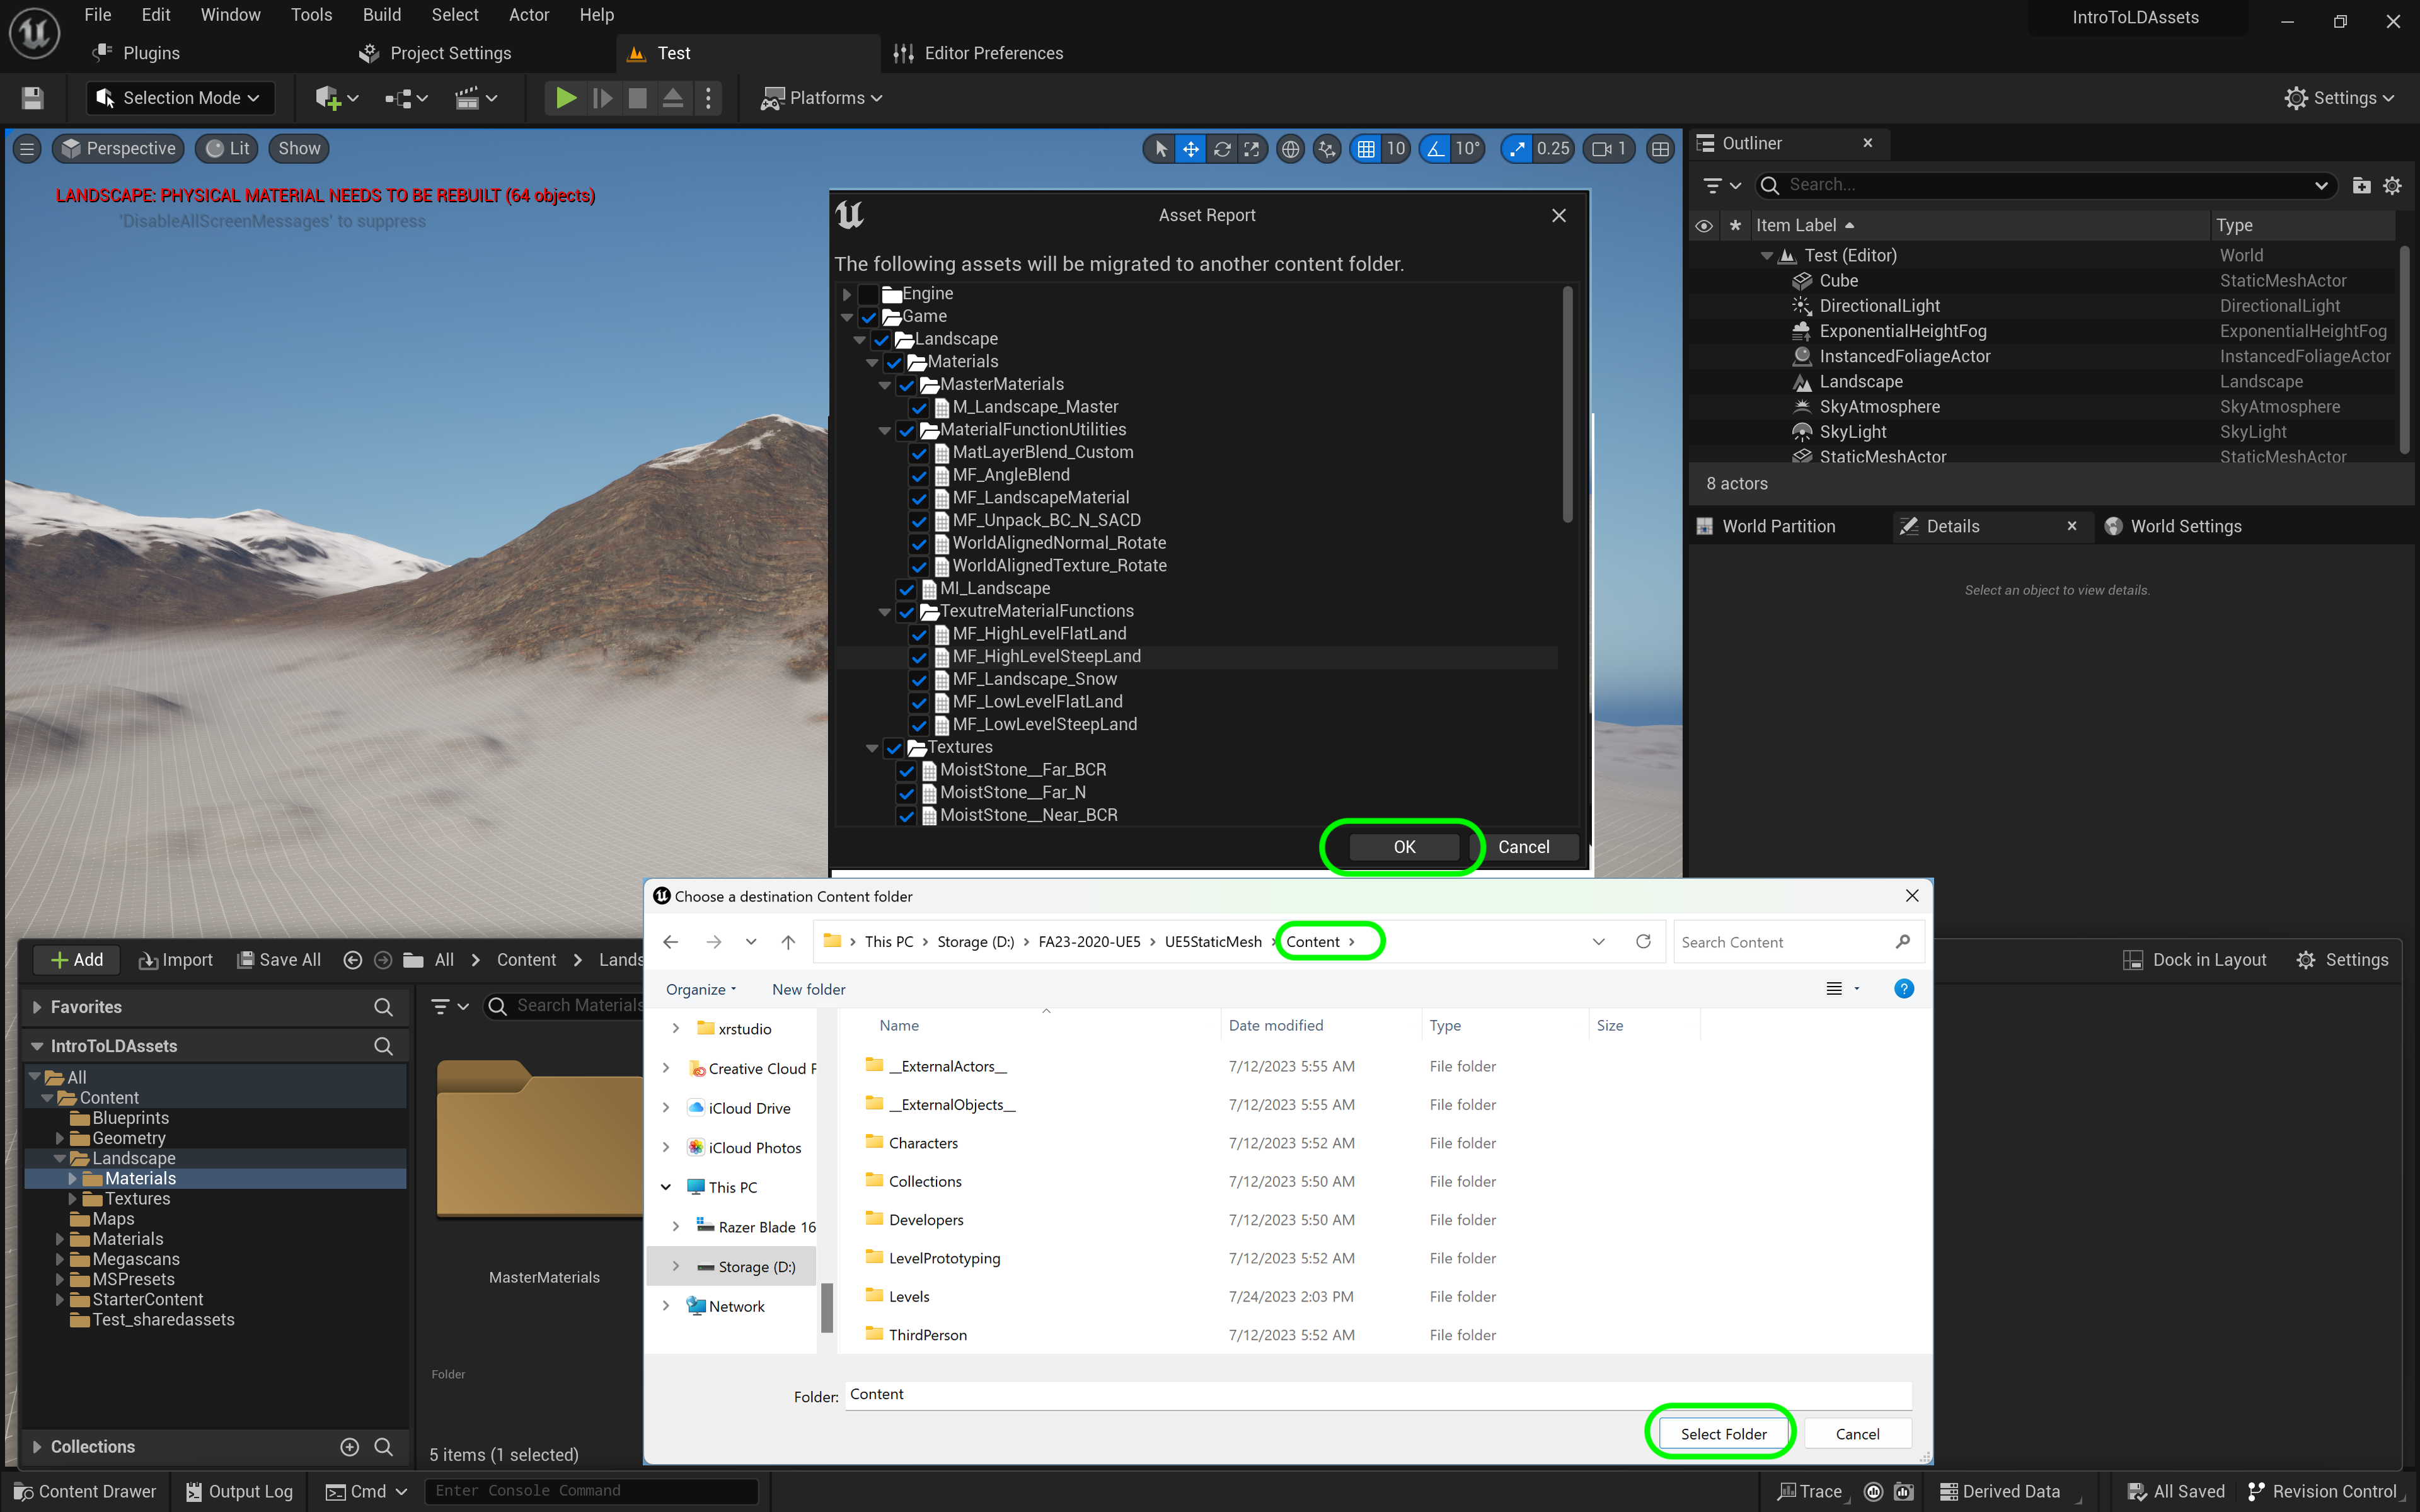 File Edit Window Tools Build Select Actor Help
IntroToLDAssets
Plugins Project Settings Test Editor Preferences
Selection Mode Platforms Settings
Perspective Lit Show
10 10° 0.25 1
LANDSCAPE: PHYSICAL MATERIAL NEEDS TO BE REBUILT (64 objects)
'DisableAllScreenMessages' to suppress
Asset Report
The following assets will be migrated to another content folder.
Engine
Game
Landscape
Materials
MasterMaterials
M_Landscape_Master
MaterialFunctionUtilities
MatLayerBlend_Custom
MF_AngleBlend
MF_LandscapeMaterial
MF_Unpack_BC_N_SACD
WorldAlignedNormal_Rotate
WorldAlignedTexture_Rotate
MI_Landscape
TexutreMaterialFunctions
MF_HighLevelFlatLand
MF_HighLevelSteepLand
MF_Landscape_Snow
MF_LowLevelFlatLand
MF_LowLevelSteepLand
Textures
MoistStone__Far_BCR
MoistStone__Far_N
MoistStone__Near_BCR
OK Cancel
Outliner
Search...
Item Label Type
Test (Editor) World
Cube StaticMeshActor
DirectionalLight DirectionalLight
ExponentialHeightFog ExponentialHeightFog
InstancedFoliageActor InstancedFoliageActor
Landscape Landscape
SkyAtmosphere SkyAtmosphere
SkyLight SkyLight
StaticMeshActor StaticMeshActor
8 actors
World Partition Details World Settings
Select an object to view details.
Choose a destination Content folder
This PC Storage (D:) FA23-2020-UE5 UE5StaticMesh Content
Search Content
Organize New folder
Name Date modified Type Size
xrstudio
Creative Cloud F
iCloud Drive
iCloud Photos
This PC
Razer Blade 16
Storage (D:)
Network
__ExternalActors__ 7/12/2023 5:55 AM File folder
__ExternalObjects__ 7/12/2023 5:55 AM File folder
Characters 7/12/2023 5:52 AM File folder
Collections 7/12/2023 5:50 AM File folder
Developers 7/12/2023 5:50 AM File folder
LevelPrototyping 7/12/2023 5:52 AM File folder
Levels 7/24/2023 2:03 PM File folder
ThirdPerson 7/12/2023 5:52 AM File folder
Folder: Content
Select Folder Cancel
Add Import Save All All Content Lands
Dock in Layout Settings
Favorites
Search Materials
IntroToLDAssets
All
Content
Blueprints
Geometry
Landscape
Materials
Textures
Maps
Materials
Megascans
MSPresets
StarterContent
Test_sharedassets
MasterMaterials
Folder
Collections
5 items (1 selected)
Content Drawer Output Log Cmd Enter Console Command
Trace Derived Data All Saved Revision Control